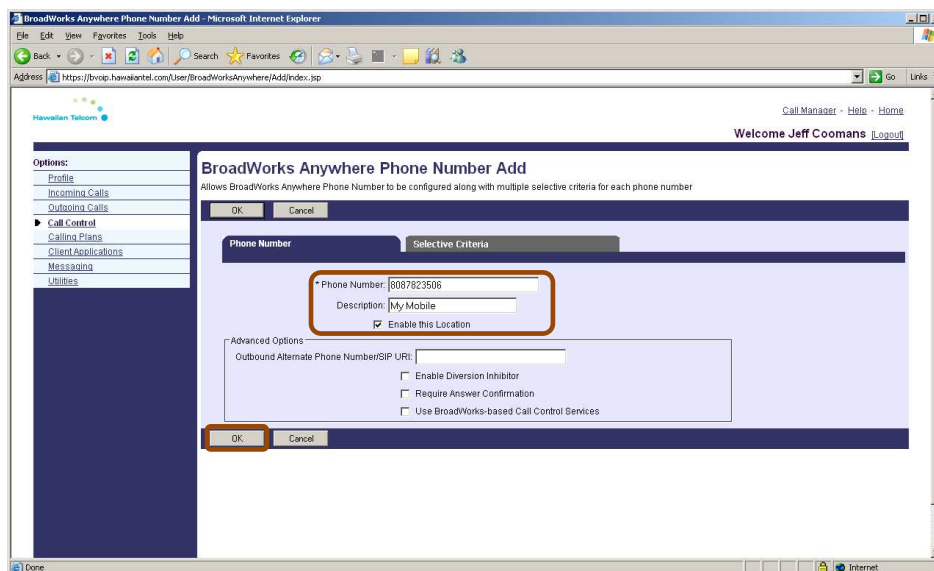 BroadWorks Anywhere Phone Number Add - Microsoft Internet Explorer
File Edit View Favorites Tools Help
Back Search Favorites
Address https://bvoip.hawaiiantel.com/User/BroadWorksAnywhere/Add/index.jsp Go Links
Hawaiian Telcom
Call Manager - Help - Home
Welcome Jeff Coomans [Logout]
Options:
Profile
Incoming Calls
Outgoing Calls
Call Control
Calling Plans
Client Applications
Messaging
Utilities
BroadWorks Anywhere Phone Number Add
Allows BroadWorks Anywhere Phone Number to be configured along with multiple selective criteria for each phone number
OK Cancel
Phone Number Selective Criteria
* Phone Number: 8087823506
Description: My Mobile
Enable this Location
Advanced Options
Outbound Alternate Phone Number/SIP URI:
Enable Diversion Inhibitor
Require Answer Confirmation
Use BroadWorks-based Call Control Services
OK Cancel
Done Internet